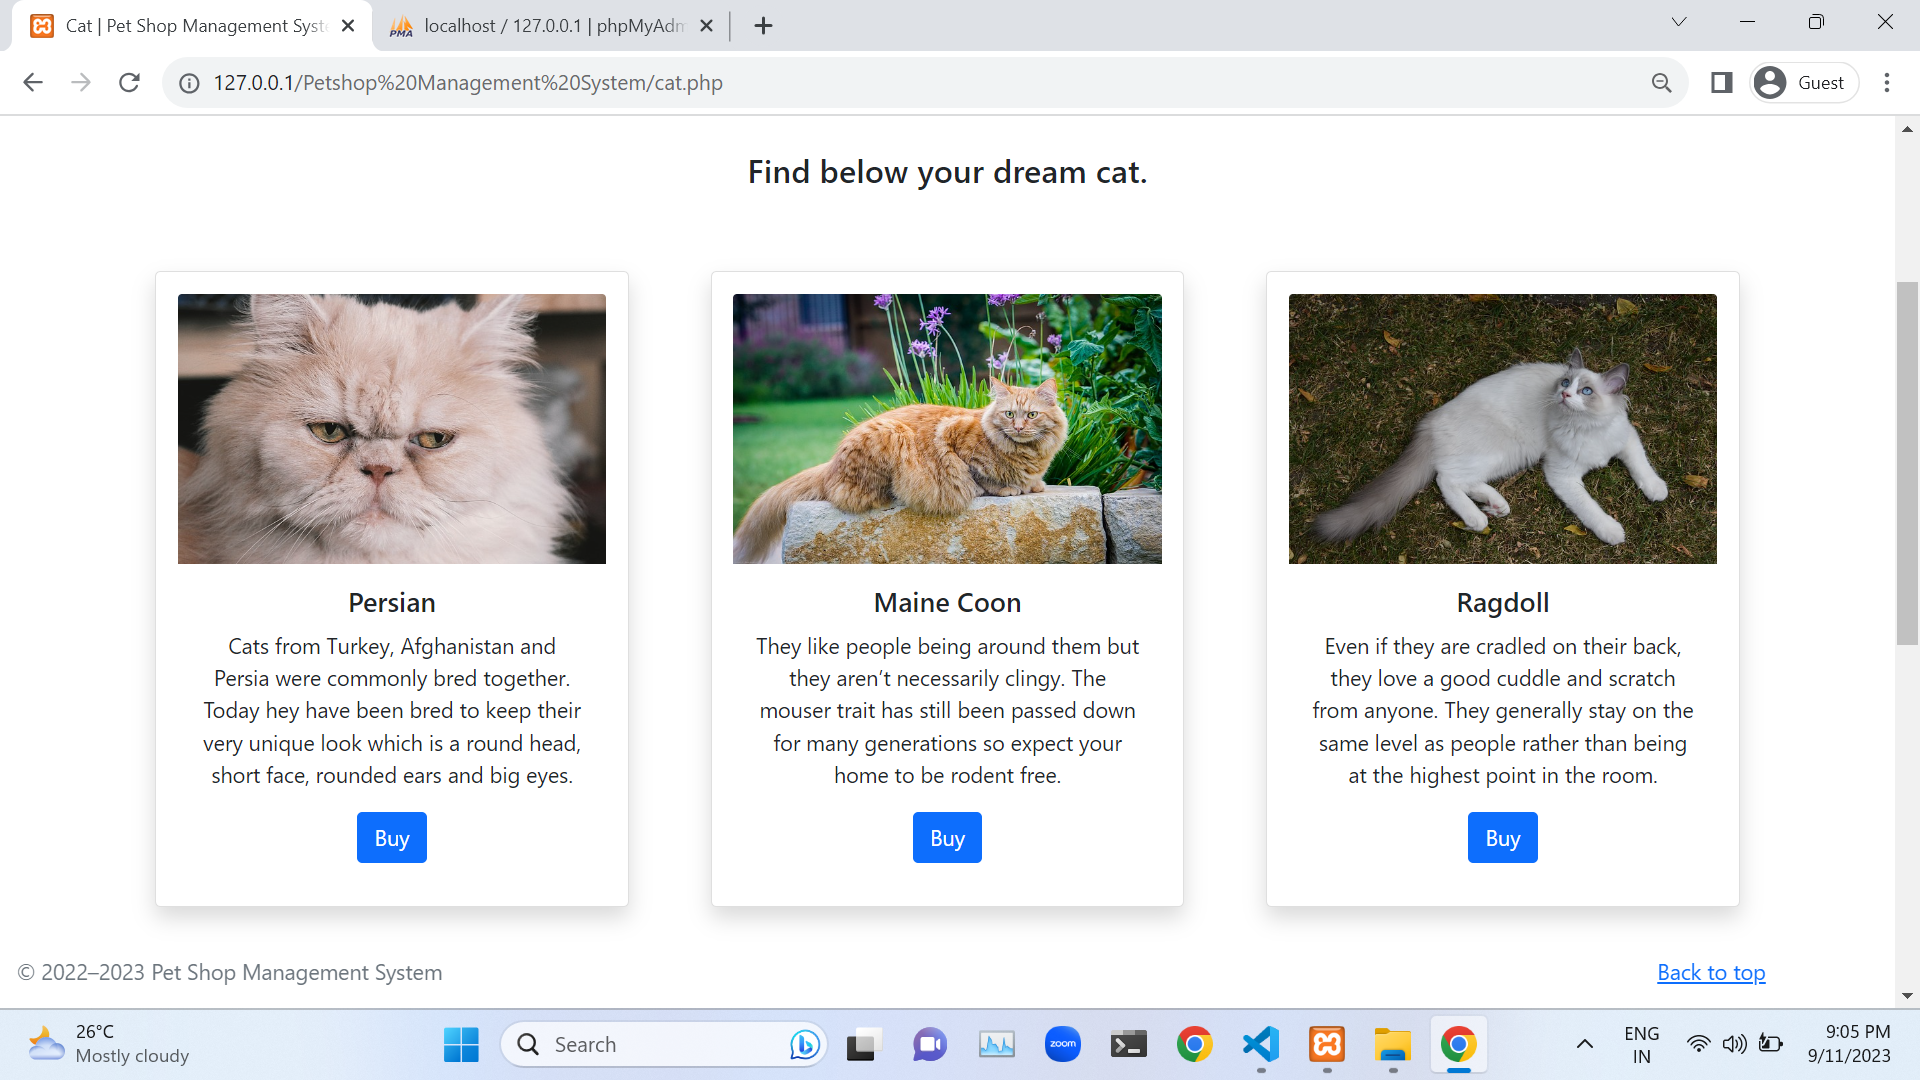 Cat | Pet Shop Management Syste
localhost / 127.0.0.1 | phpMyAdm
PMA
127.0.0.1/Petshop%20Management%20System/cat.php
Guest
Find below your dream cat.
Persian
Cats from Turkey, Afghanistan and
Persia were commonly bred together.
Today hey have been bred to keep their
very unique look which is a round head,
short face, rounded ears and big eyes.
Buy
Maine Coon
They like people being around them but
they aren’t necessarily clingy. The
mouser trait has still been passed down
for many generations so expect your
home to be rodent free.
Buy
Ragdoll
Even if they are cradled on their back,
they love a good cuddle and scratch
from anyone. They generally stay on the
same level as people rather than being
at the highest point in the room.
Buy
© 2022–2023 Pet Shop Management System
Back to top
26°C
Mostly cloudy
Search
zoom
ENG
IN
9:05 PM
9/11/2023